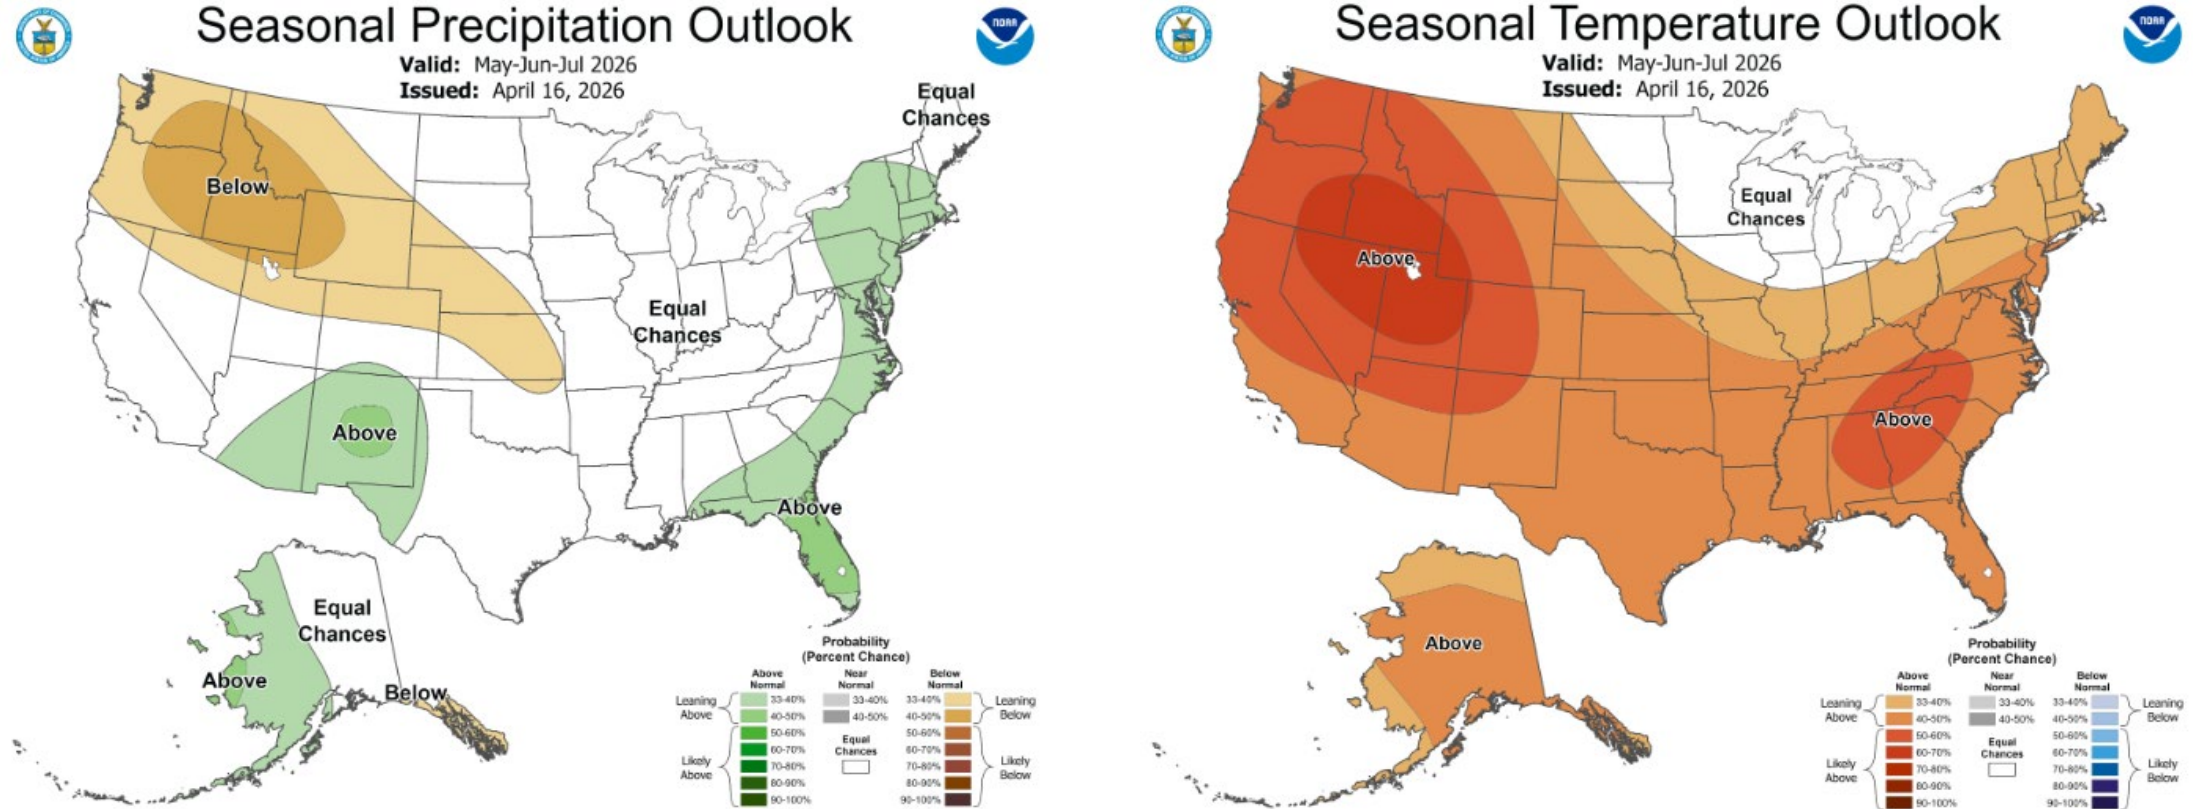 Seasonal Precipitation Outlook
Valid: May-Jun-Jul 2026
Issued: April 16, 2026
NOAA
Equal
Chances
Below
Equal
Chances
Above
Above
Equal
Chances
Above
Below
Probability
(Percent Chance)
Above
Normal
Near
Normal
Below
Normal
Leaning
Above
33-40%
33-40%
33-40%
Leaning
Below
40-50%
40-50%
40-50%
50-60%
50-60%
Equal
Chances
60-70%
60-70%
Likely
Above
70-80%
70-80%
Likely
Below
80-90%
80-90%
90-100%
90-100%
Seasonal Temperature Outlook
Valid: May-Jun-Jul 2026
Issued: April 16, 2026
NOAA
Equal
Chances
Above
Above
Above
Probability
(Percent Chance)
Above
Normal
Near
Normal
Below
Normal
Leaning
Above
33-40%
33-40%
33-40%
Leaning
Below
40-50%
40-50%
40-50%
50-60%
50-60%
Equal
Chances
60-70%
60-70%
Likely
Above
70-80%
70-80%
Likely
Below
80-90%
80-90%
90-100%
90-100%